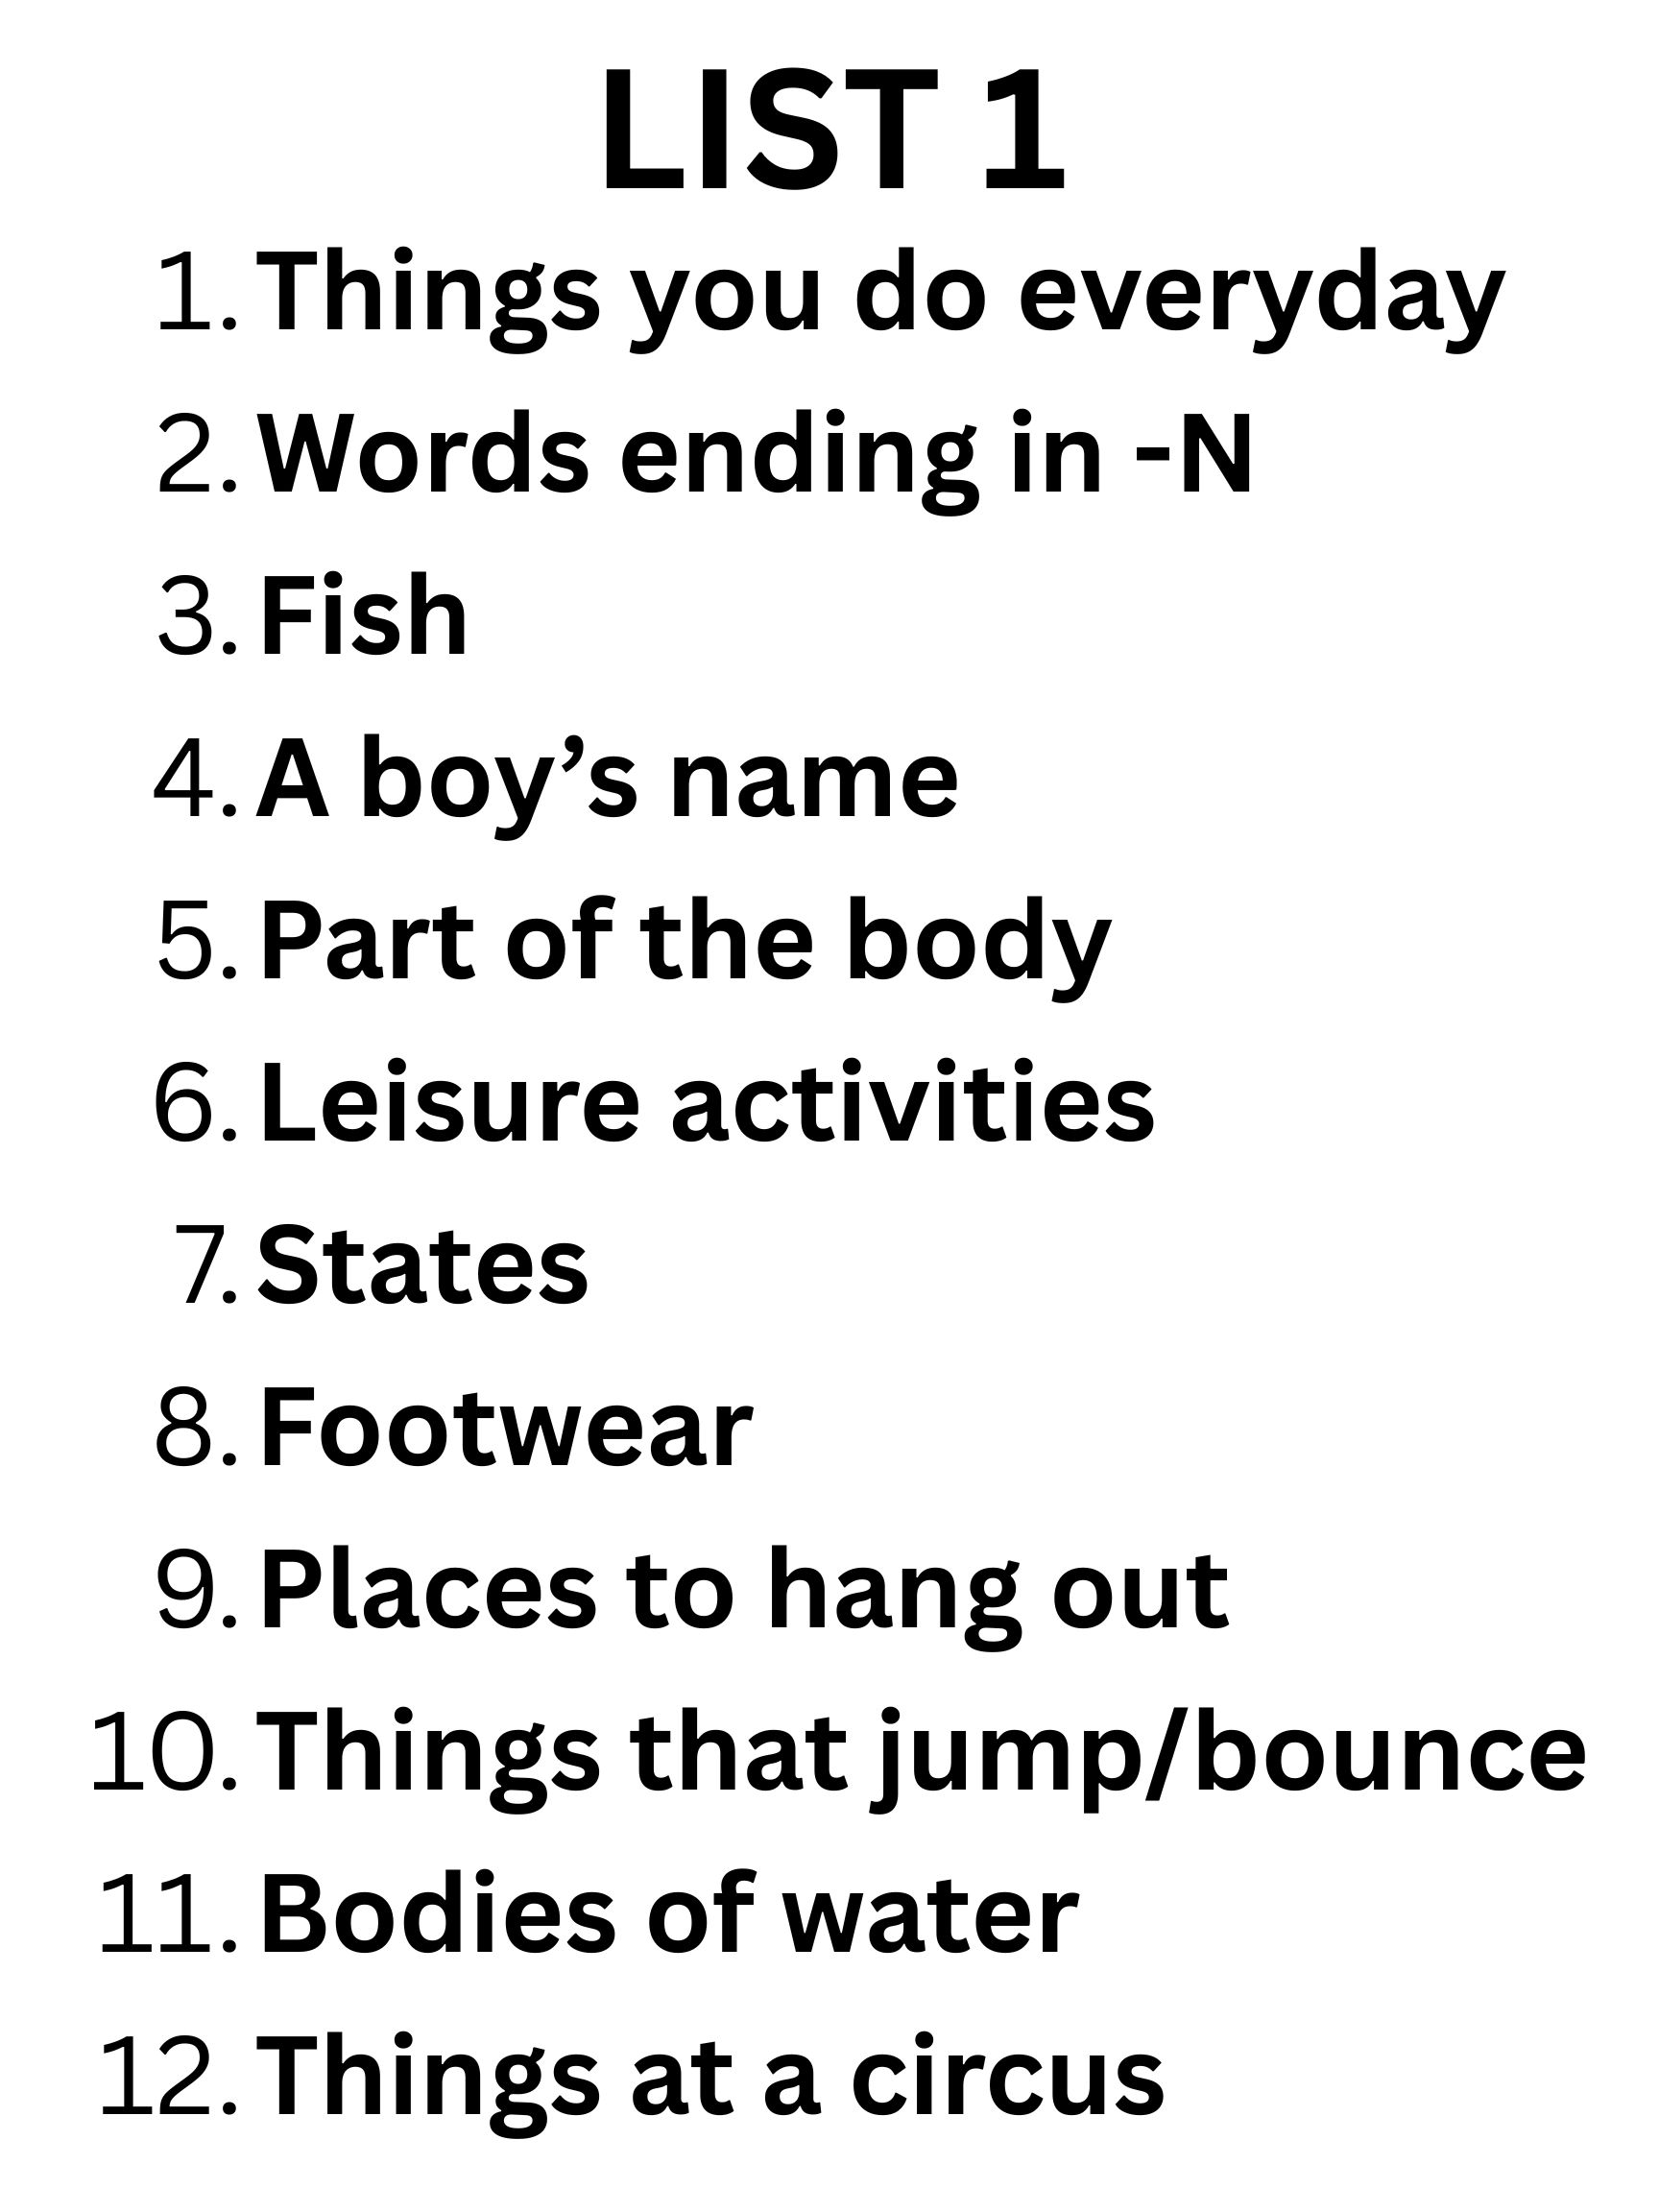 LIST 1
1. Things you do everyday
2. Words ending in -N
3. Fish
4. A boy’s name
5. Part of the body
6. Leisure activities
7. States
8. Footwear
9. Places to hang out
10. Things that jump/bounce
11. Bodies of water
12. Things at a circus